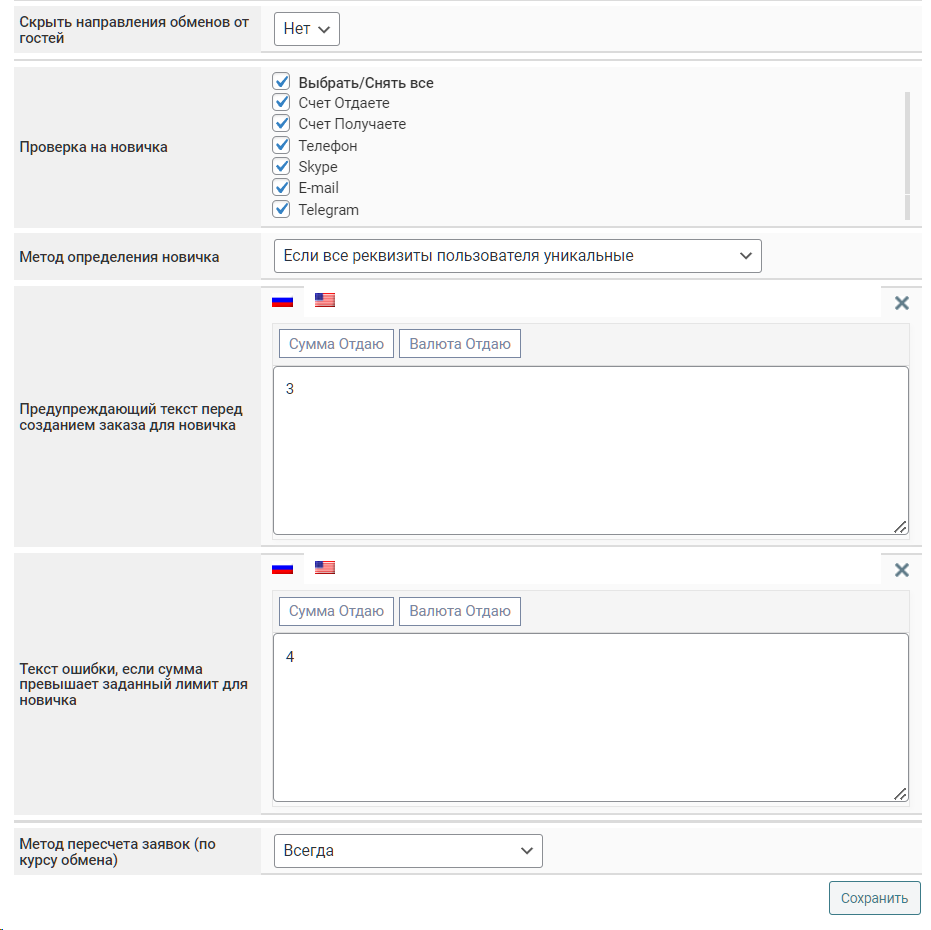 Скрыть направления обменов от
гостей
Нет
Проверка на новичка
Выбрать/Снять все
Счет Отдаете
Счет Получаете
Телефон
Skype
E-mail
Telegram
Метод определения новичка
Если все реквизиты пользователя уникальные
Предупреждающий текст перед
созданием заказа для новичка
Сумма Отдаю
Валюта Отдаю
3
Текст ошибки, если сумма
превышает заданный лимит для
новичка
Сумма Отдаю
Валюта Отдаю
4
Метод пересчета заявок (по
курсу обмена)
Всегда
Сохранить